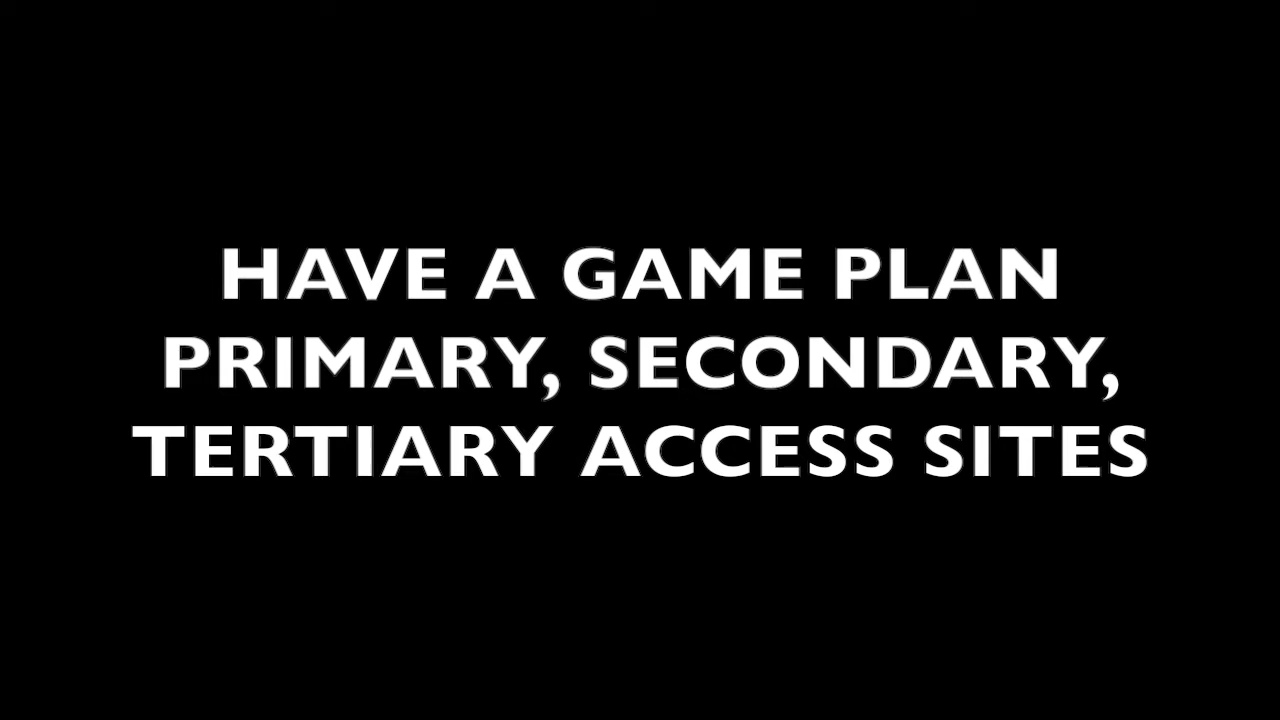 HAVE A GAME PLAN
PRIMARY, SECONDARY,
TERTIARY ACCESS SITES